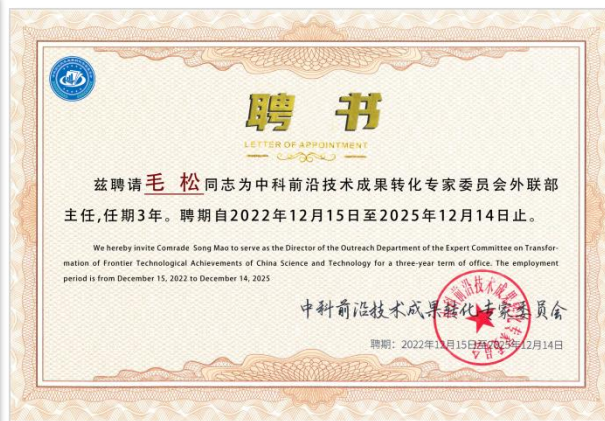 聘书
LETTER OF APPOINTMENT
兹聘请毛 松同志为中科前沿技术成果转化专家委员会外联部
主任,任期3年。聘期自2022年12月15日至2025年12月14日止。
We hereby invite Comrade Song Mao to serve as the Director of the Outreach Department of the Expert Committee on Transfor-
mation of Frontier Technological Achievements of China Science and Technology for a three-year term of office. The employment
period is from December 15, 2022 to December 14, 2025
中科前沿技术成果转化专家委员会
聘期：2022年12月15日至2025年12月14日